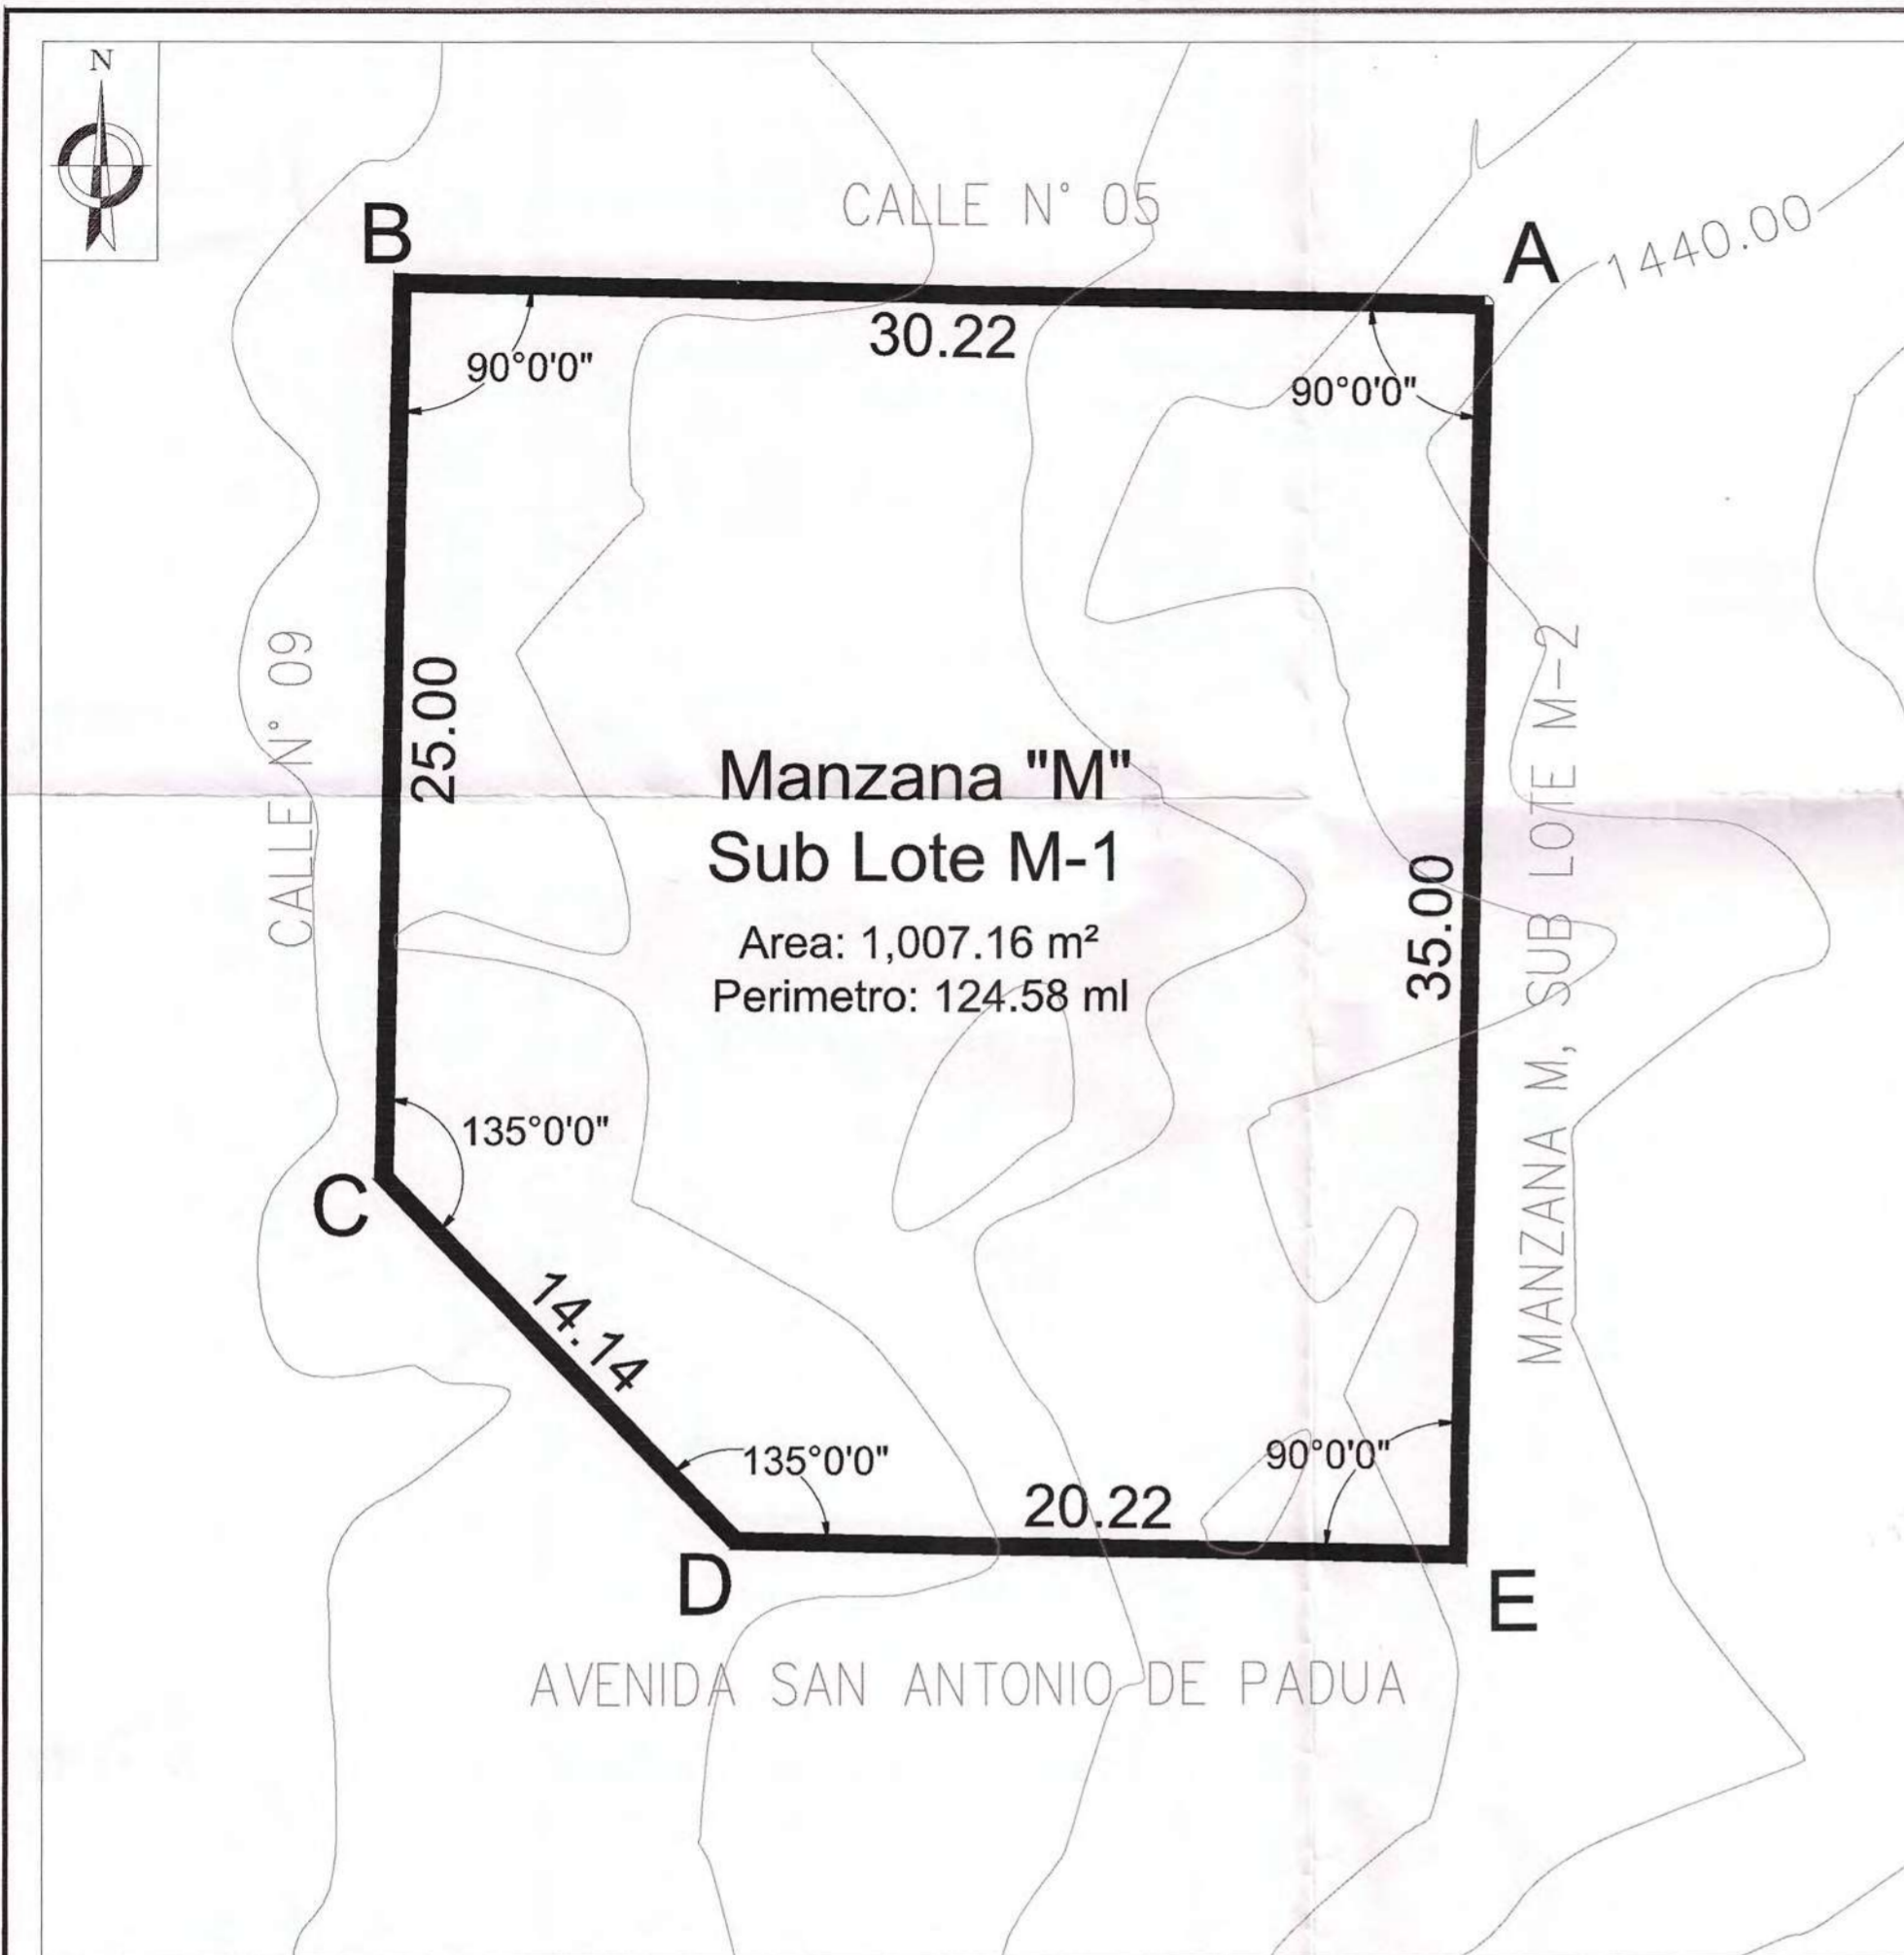 N
CALLE N° 05
B
A
1440.00
30.22
90°0'0"
90°0'0"
CALLE N° 09
25.00
Manzana "M"
Sub Lote M-1
Area: 1,007.16 m²
Perimetro: 124.58 ml
35.00
MANZANA M, SUB LOTE M-2
135°0'0"
C
14.14
135°0'0"
90°0'0"
20.22
D
E
AVENIDA SAN ANTONIO DE PADUA